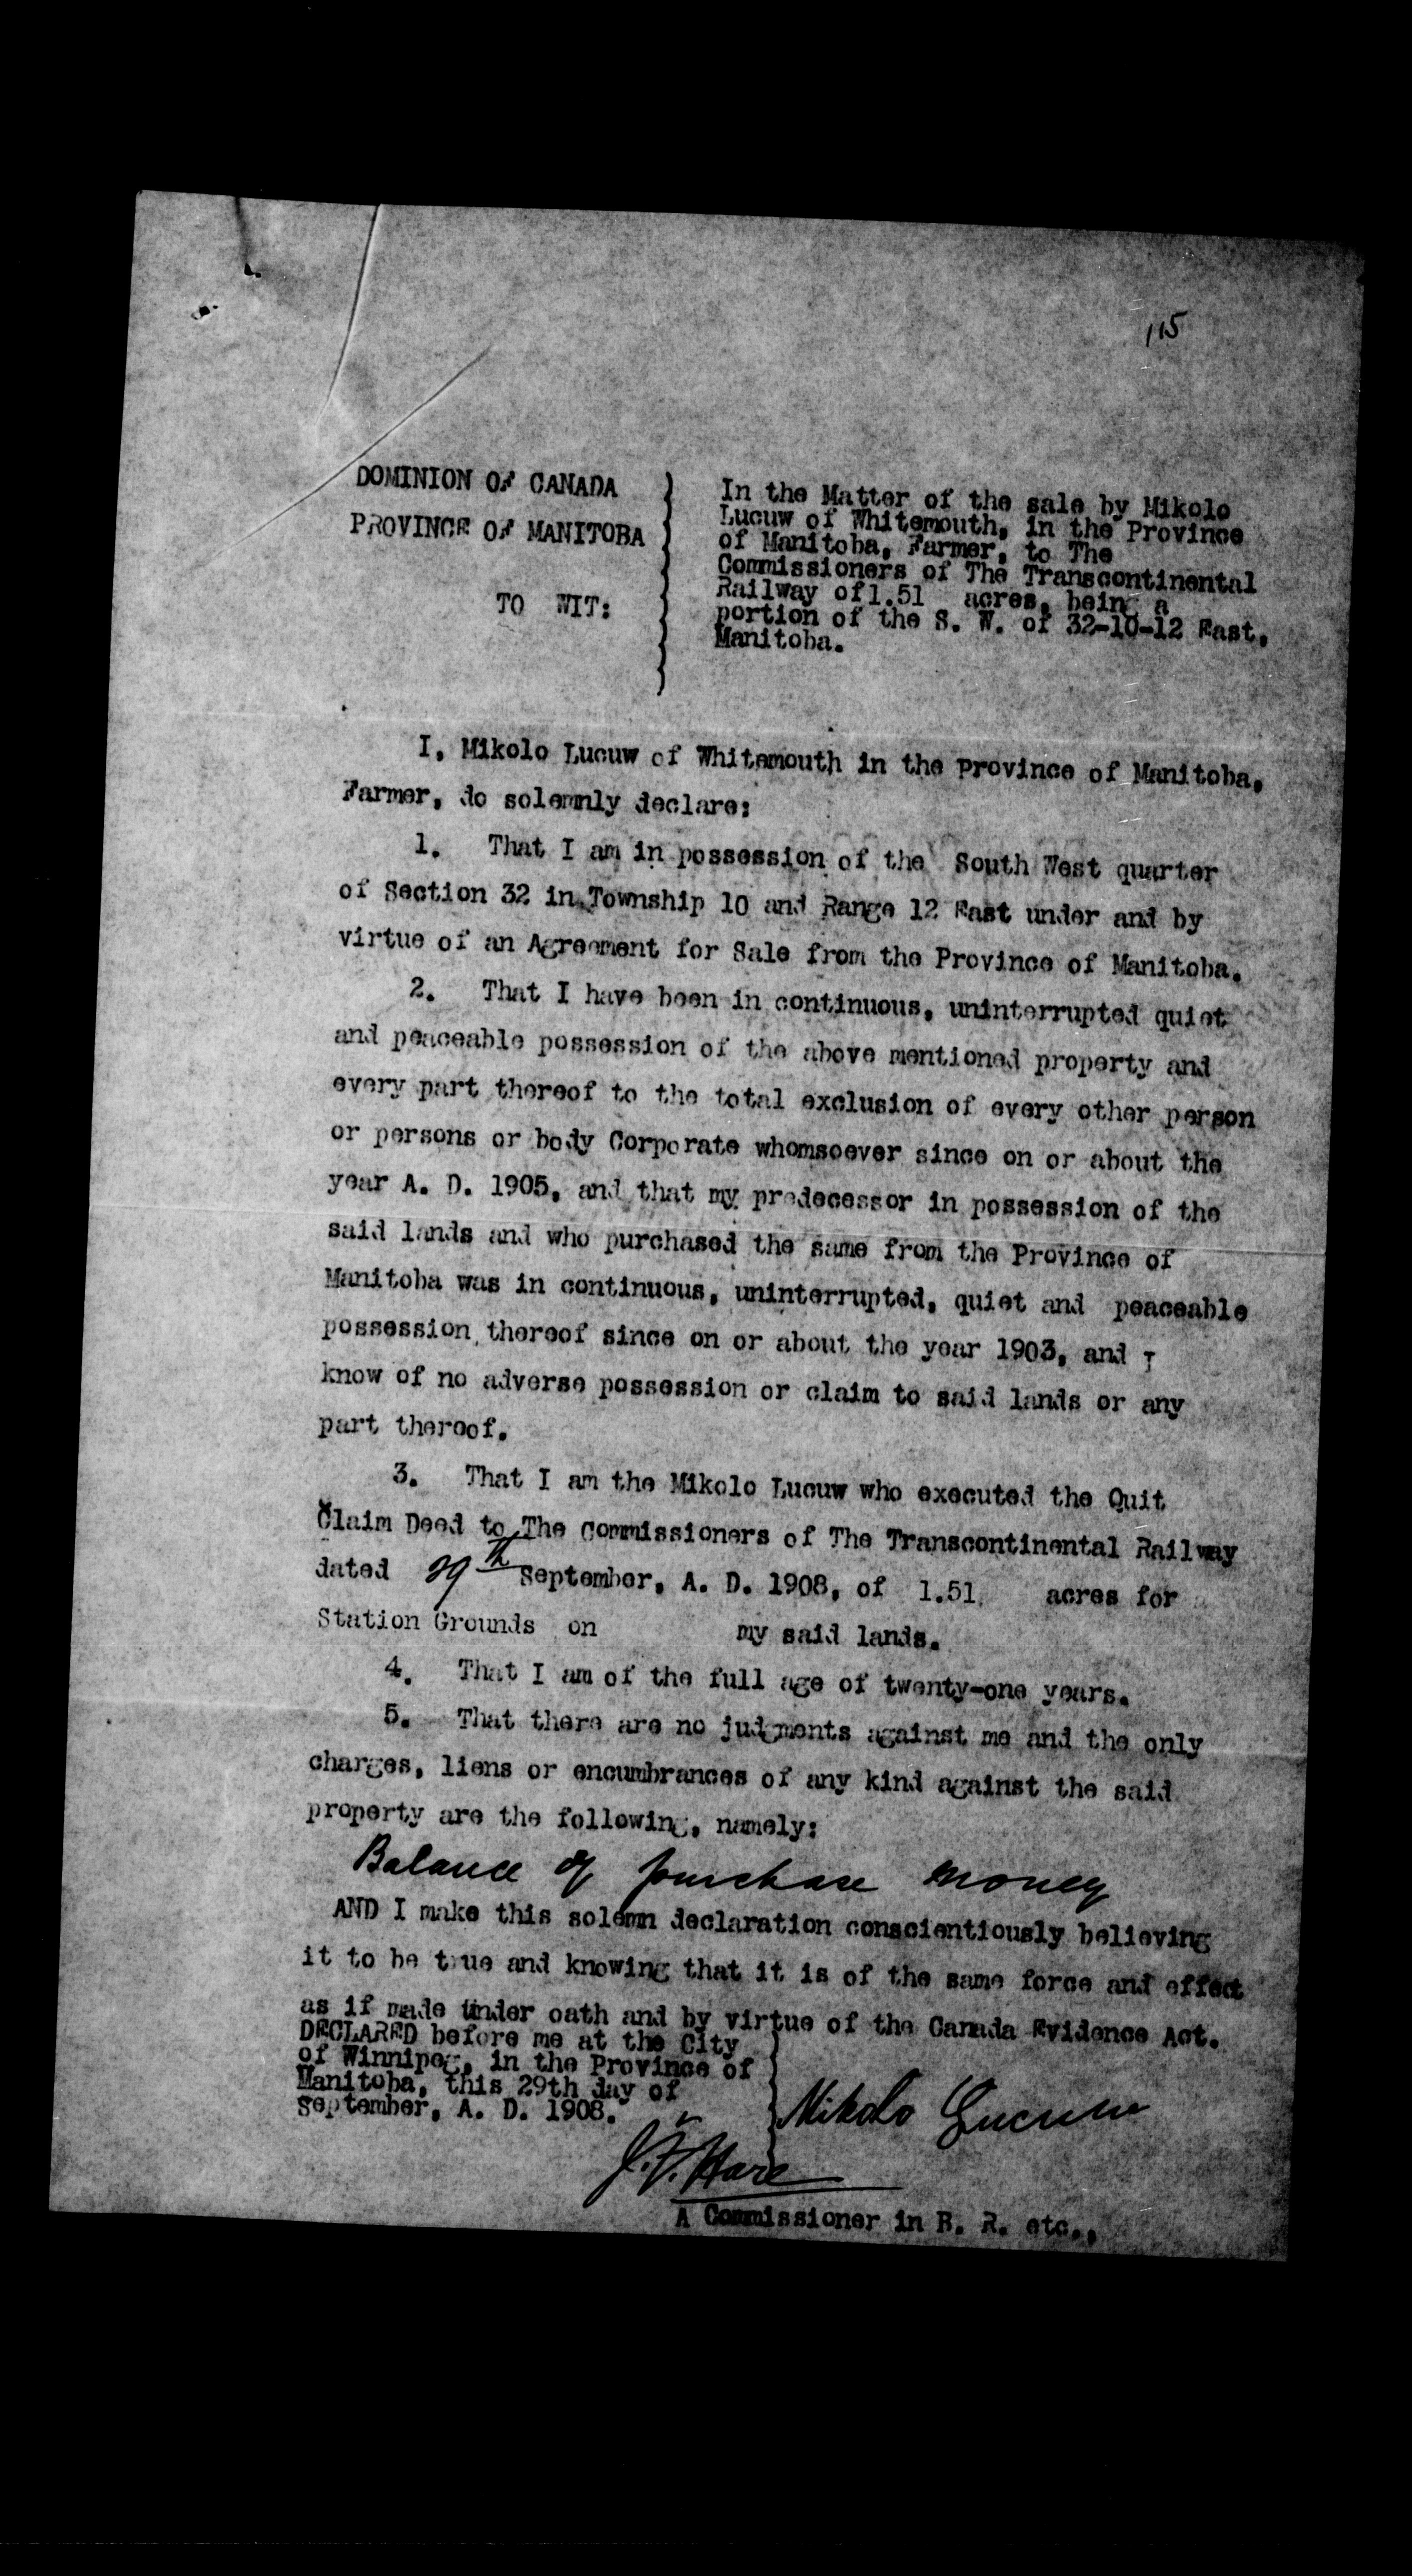 115
DOMINION OF CANADA
PROVINCE OF MANITOBA
TO WIT:
In the Matter of the sale by Mikolo
Lucuw of Whitemouth, in the Province
of Manitoba, Farmer, to The
Commissioners of The Transcontinental
Railway of 1.51 acres, being a
portion of the S. W. of 32-10-12 East,
Manitoba.
I, Mikolo Lucuw of Whitemouth in the Province of Manitoba,
Farmer, do solemnly declare:
1. That I am in possession of the South West quarter
of Section 32 in Township 10 and Range 12 East under and by
virtue of an Agreement for Sale from the Province of Manitoba.
2. That I have been in continuous, uninterrupted quiet
and peaceable possession of the above mentioned property and
every part thereof to the total exclusion of every other person
or persons or body Corporate whomsoever since on or about the
year A. D. 1905, and that my predecessor in possession of the
said lands and who purchased the same from the Province of
Manitoba was in continuous, uninterrupted, quiet and peaceable
possession thereof since on or about the year 1903, and I
know of no adverse possession or claim to said lands or any
part thereof.
3. That I am the Mikolo Lucuw who executed the Quit
Claim Deed to The Commissioners of The Transcontinental Railway
dated 29th September, A. D. 1908, of 1.51 acres for
Station Grounds on my said lands.
4. That I am of the full age of twenty-one years.
5. That there are no judgments against me and the only
charges, liens or encumbrances of any kind against the said
property are the following, namely:
Balance of purchase money
AND I make this solemn declaration conscientiously believing
it to be true and knowing that it is of the same force and effect
as if made under oath and by virtue of the Canada Evidence Act.
DECLARED before me at the City
of Winnipeg, in the Province of
Manitoba, this 29th day of
September, A. D. 1908.
Mikolo Lucuw
J. F. Hare
A Commissioner in B. R. etc.,